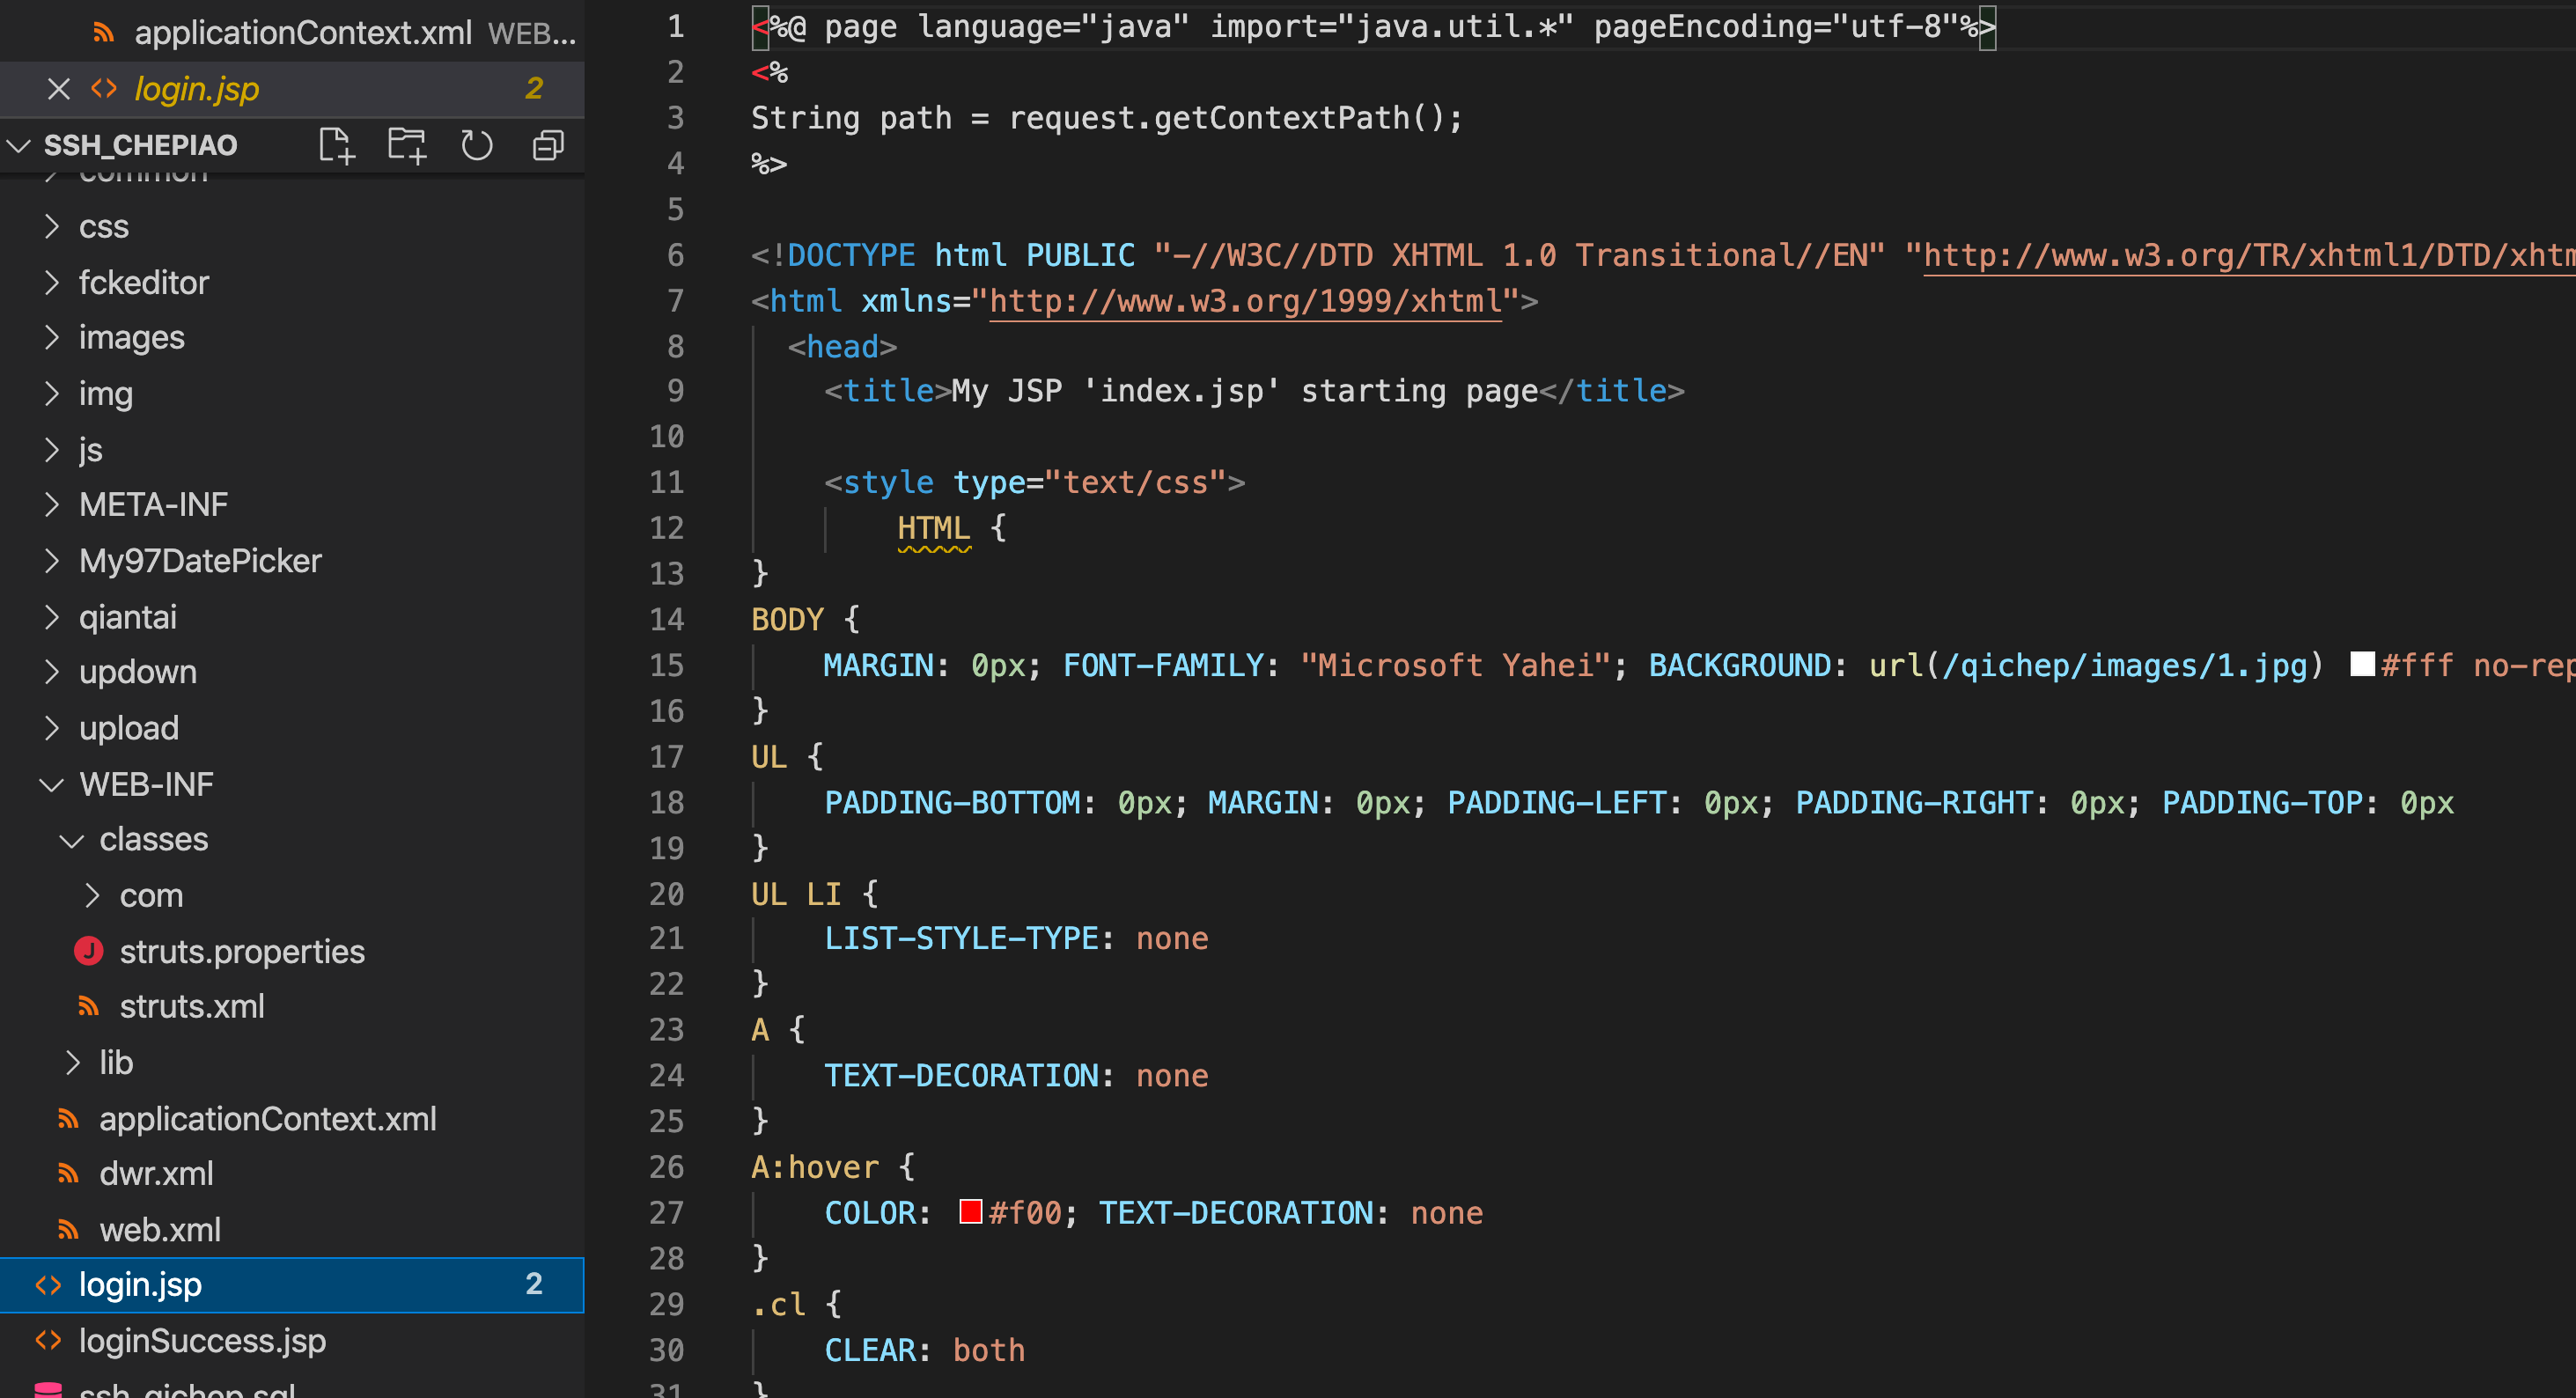 applicationContext.xml WEB...
login.jsp 2
SSH_CHEPIAO
common
css
fckeditor
images
img
js
META-INF
My97DatePicker
qiantai
updown
upload
WEB-INF
classes
com
struts.properties
struts.xml
lib
applicationContext.xml
dwr.xml
web.xml
login.jsp 2
loginSuccess.jsp
ssh_qichep.sql
1 <%@ page language="java" import="java.util.*" pageEncoding="utf-8"%>
2 <%
3 String path = request.getContextPath();
4 %>
5
6 <!DOCTYPE html PUBLIC "-//W3C//DTD XHTML 1.0 Transitional//EN" "http://www.w3.org/TR/xhtml1/DTD/xhtm
7 <html xmlns="http://www.w3.org/1999/xhtml">
8 <head>
9 <title>My JSP 'index.jsp' starting page</title>
10
11 <style type="text/css">
12 HTML {
13 }
14 BODY {
15 MARGIN: 0px; FONT-FAMILY: "Microsoft Yahei"; BACKGROUND: url(/qichep/images/1.jpg) #fff no-rep
16 }
17 UL {
18 PADDING-BOTTOM: 0px; MARGIN: 0px; PADDING-LEFT: 0px; PADDING-RIGHT: 0px; PADDING-TOP: 0px
19 }
20 UL LI {
21 LIST-STYLE-TYPE: none
22 }
23 A {
24 TEXT-DECORATION: none
25 }
26 A:hover {
27 COLOR: #f00; TEXT-DECORATION: none
28 }
29 .cl {
30 CLEAR: both
31 }